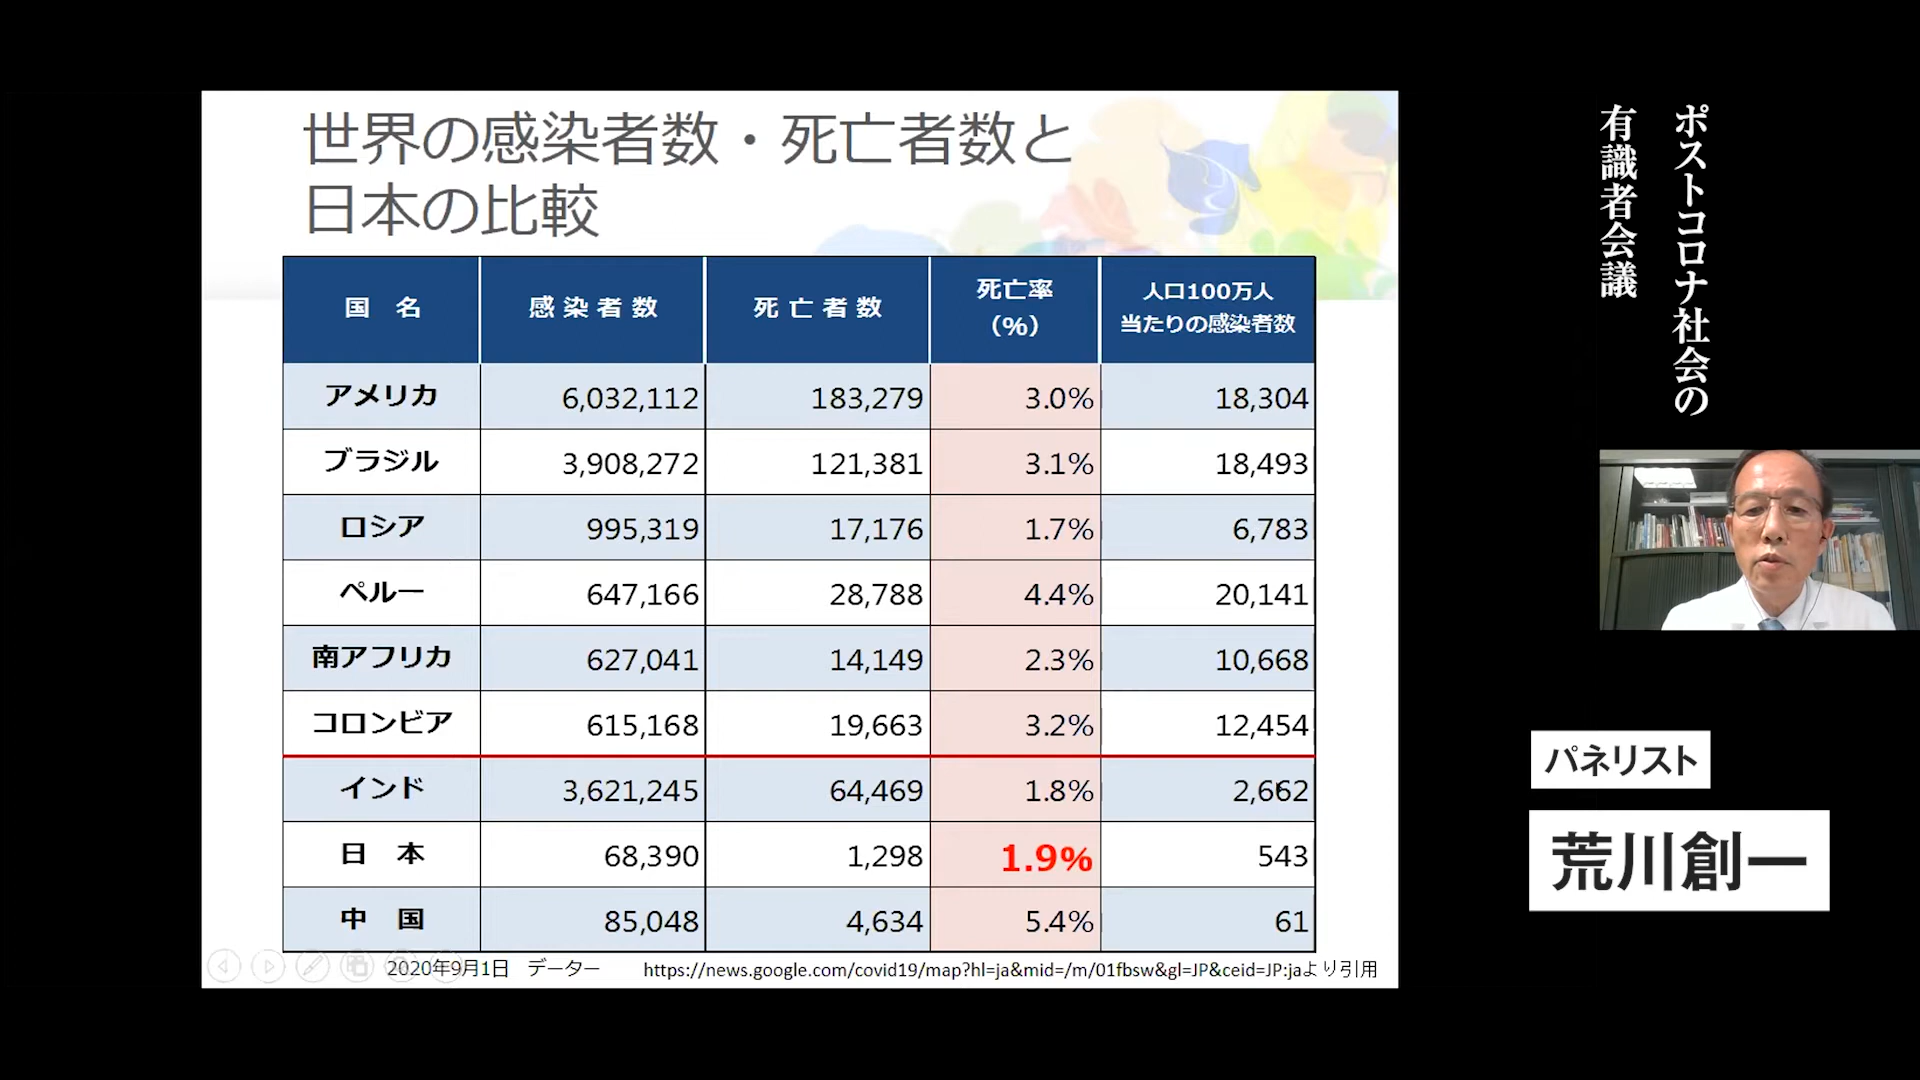 世界の感染者数・死亡者数と
日本の比較
国 名 感染者数 死亡者数 死亡率(%) 人口100万人当たりの感染者数
アメリカ 6,032,112 183,279 3.0% 18,304
ブラジル 3,908,272 121,381 3.1% 18,493
ロシア 995,319 17,176 1.7% 6,783
ペルー 647,166 28,788 4.4% 20,141
南アフリカ 627,041 14,149 2.3% 10,668
コロンビア 615,168 19,663 3.2% 12,454
インド 3,621,245 64,469 1.8% 2,662
日 本 68,390 1,298 1.9% 543
中 国 85,048 4,634 5.4% 61
2020年9月1日 データー https://news.google.com/covid19/map?hl=ja&mid=/m/01fbsw&gl=JP&ceid=JP:jaより引用
ポストコロナ社会の
有識者会議
パネリスト
荒川創一